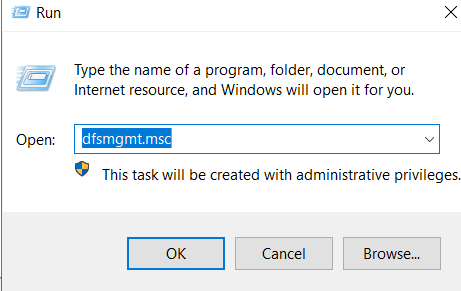 Run
Type the name of a program, folder, document, or
Internet resource, and Windows will open it for you.
Open: dfsmgmt.msc
This task will be created with administrative privileges.
OK Cancel Browse...